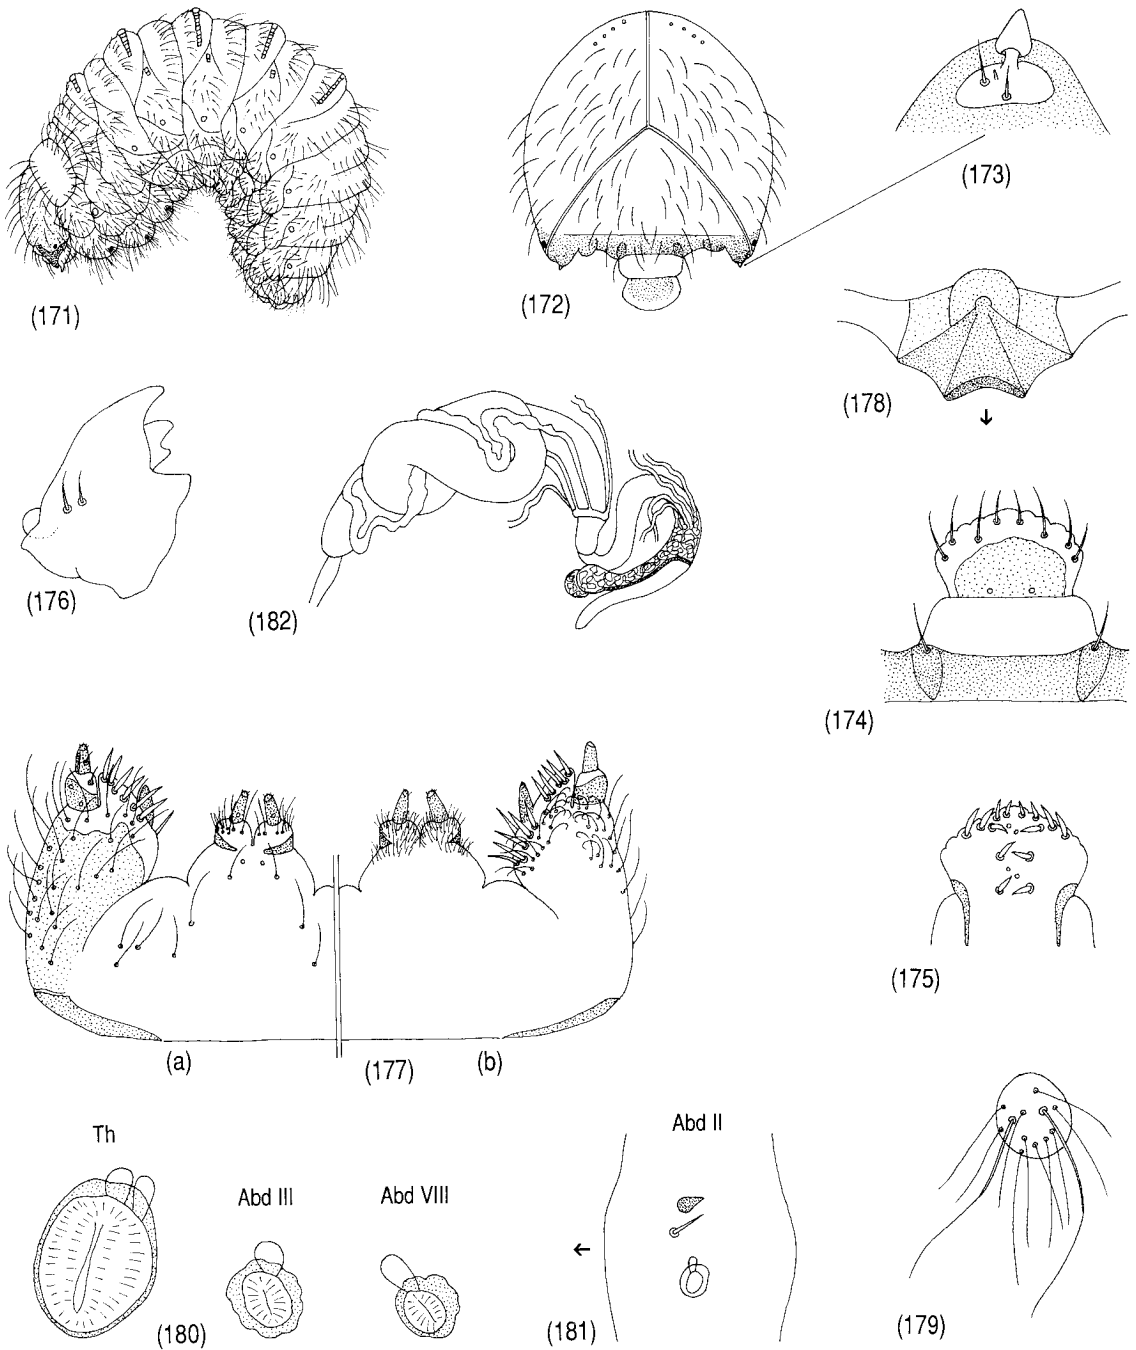 (171)
(172)
(173)
(178)
(176)
(182)
(174)
(175)
(a)
(177)
(b)
Th
Abd III
Abd VIII
Abd II
(180)
(181)
(179)